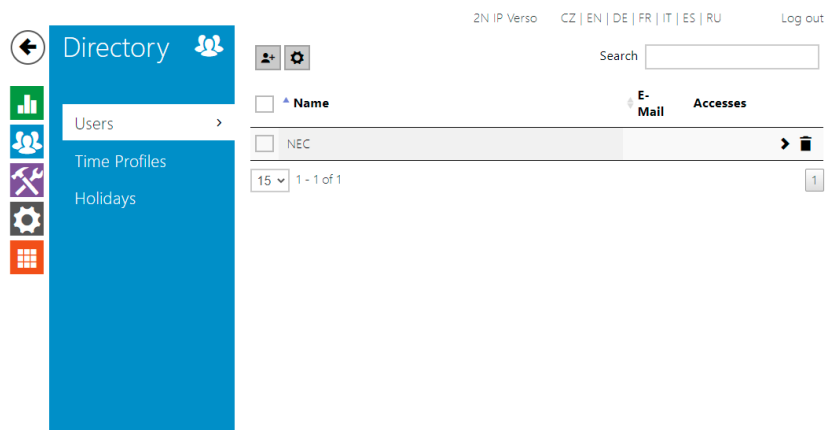 2N IP Verso CZ | EN | DE | FR | IT | ES | RU Log out
Directory
Search
Name E-Mail Accesses
Users
NEC
Time Profiles
15 1 - 1 of 1 1
Holidays